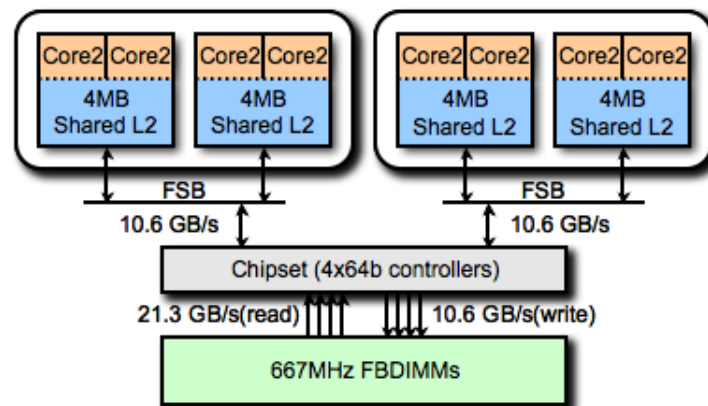 Core2 Core2 Core2 Core2 Core2 Core2 Core2 Core2
4MB 4MB 4MB 4MB
Shared L2 Shared L2 Shared L2 Shared L2
FSB FSB
10.6 GB/s 10.6 GB/s
Chipset (4x64b controllers)
21.3 GB/s(read) 10.6 GB/s(write)
667MHz FBDIMMs